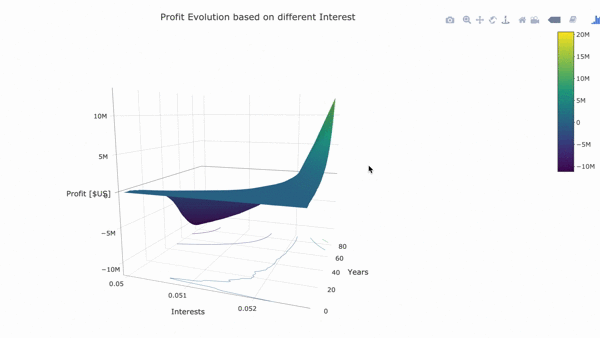 Profit Evolution based on different Interest
20M
15M
10M
5M
0
−5M
−10M
10M
5M
Profit [$US]
0
−5M
−10M
0.05
0.051
0.052
Interests
80
60
40
20
0
Years